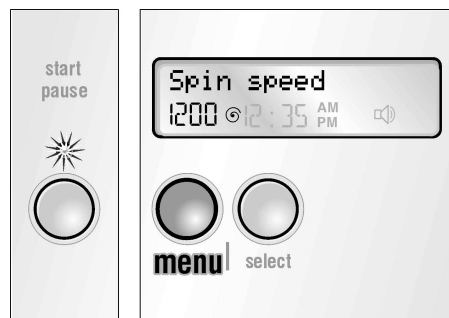 start
pause
Spin speed
1200 12:35 AM
PM
menu
select